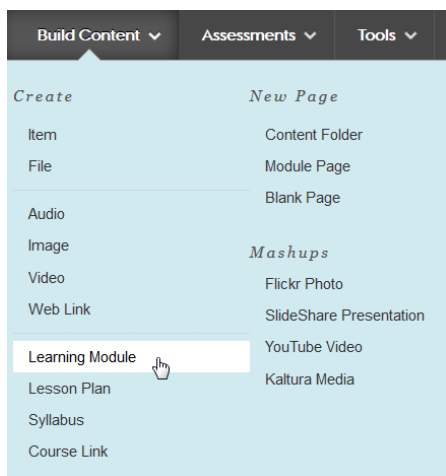 Build Content Assessments Tools
Create
Item
File
Audio
Image
Video
Web Link
Learning Module
Lesson Plan
Syllabus
Course Link
New Page
Content Folder
Module Page
Blank Page
Mashups
Flickr Photo
SlideShare Presentation
YouTube Video
Kaltura Media